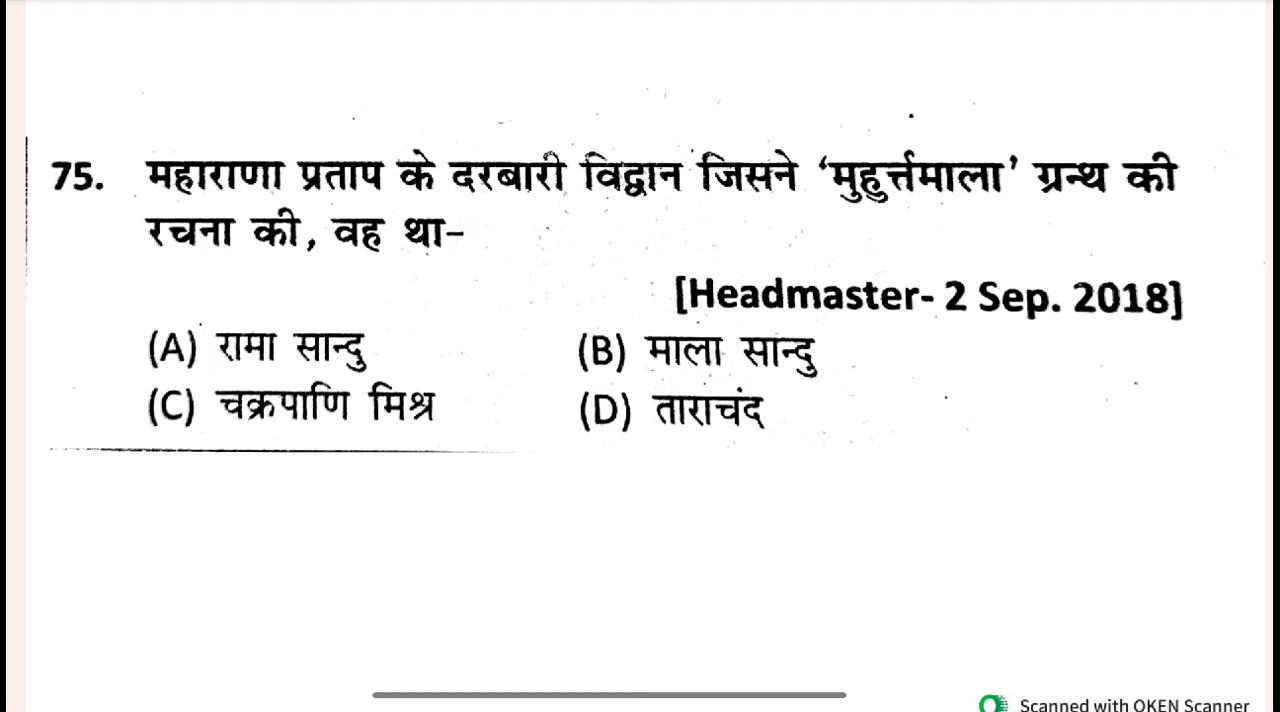 75. महाराणा प्रताप के दरबारी विद्वान जिसने ‘मुहुर्त्तमाला’ ग्रन्थ की
रचना की, वह था-
[Headmaster- 2 Sep. 2018]
(A) रामा सान्दु (B) माला सान्दु
(C) चक्रपाणि मिश्र (D) ताराचंद
Scanned with OKEN Scanner